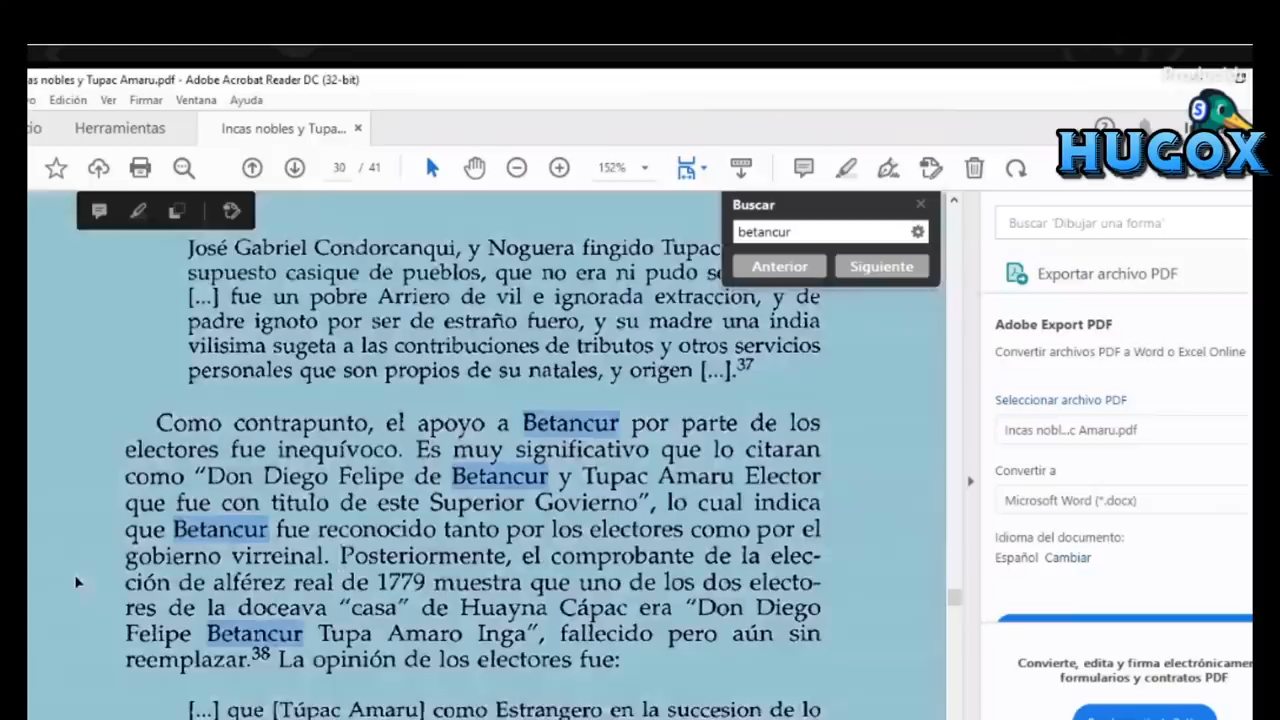 as nobles y Tupac Amaru.pdf - Adobe Acrobat Reader DC (32-bit)
Edición Ver Firmar Ventana Ayuda
Herramientas Incas nobles y Tupa... ×
HUGOX
30 / 41 152%
Buscar
betancur
Anterior Siguiente
José Gabriel Condorcanqui, y Noguera fingido Tupac
supuesto casique de pueblos, que no era ni pudo
[...] fue un pobre Arriero de vil e ignorada extraccion, y de
padre ignoto por ser de estraño fuero, y su madre una india
vilisima sugeta a las contribuciones de tributos y otros servicios
personales que son propios de su natales, y origen [...].37
Como contrapunto, el apoyo a Betancur por parte de los
electores fue inequívoco. Es muy significativo que lo citaran
como “Don Diego Felipe de Betancur y Tupac Amaru Elector
que fue con titulo de este Superior Govierno”, lo cual indica
que Betancur fue reconocido tanto por los electores como por el
gobierno virreinal. Posteriormente, el comprobante de la elec-
ción de alférez real de 1779 muestra que uno de los dos electo-
res de la doceava “casa” de Huayna Cápac era “Don Diego
Felipe Betancur Tupa Amaro Inga”, fallecido pero aún sin
reemplazar.38 La opinión de los electores fue:
[...] que [Túpac Amaru] como Estrangero en la succesion de lo
Buscar 'Dibujar una forma'
Exportar archivo PDF
Adobe Export PDF
Convertir archivos PDF a Word o Excel Online
Seleccionar archivo PDF
Incas nobl...c Amaru.pdf
Convertir a
Microsoft Word (*.docx)
Idioma del documento:
Español Cambiar
Convierte, edita y firma electrónicame
formularios y contratos PDF